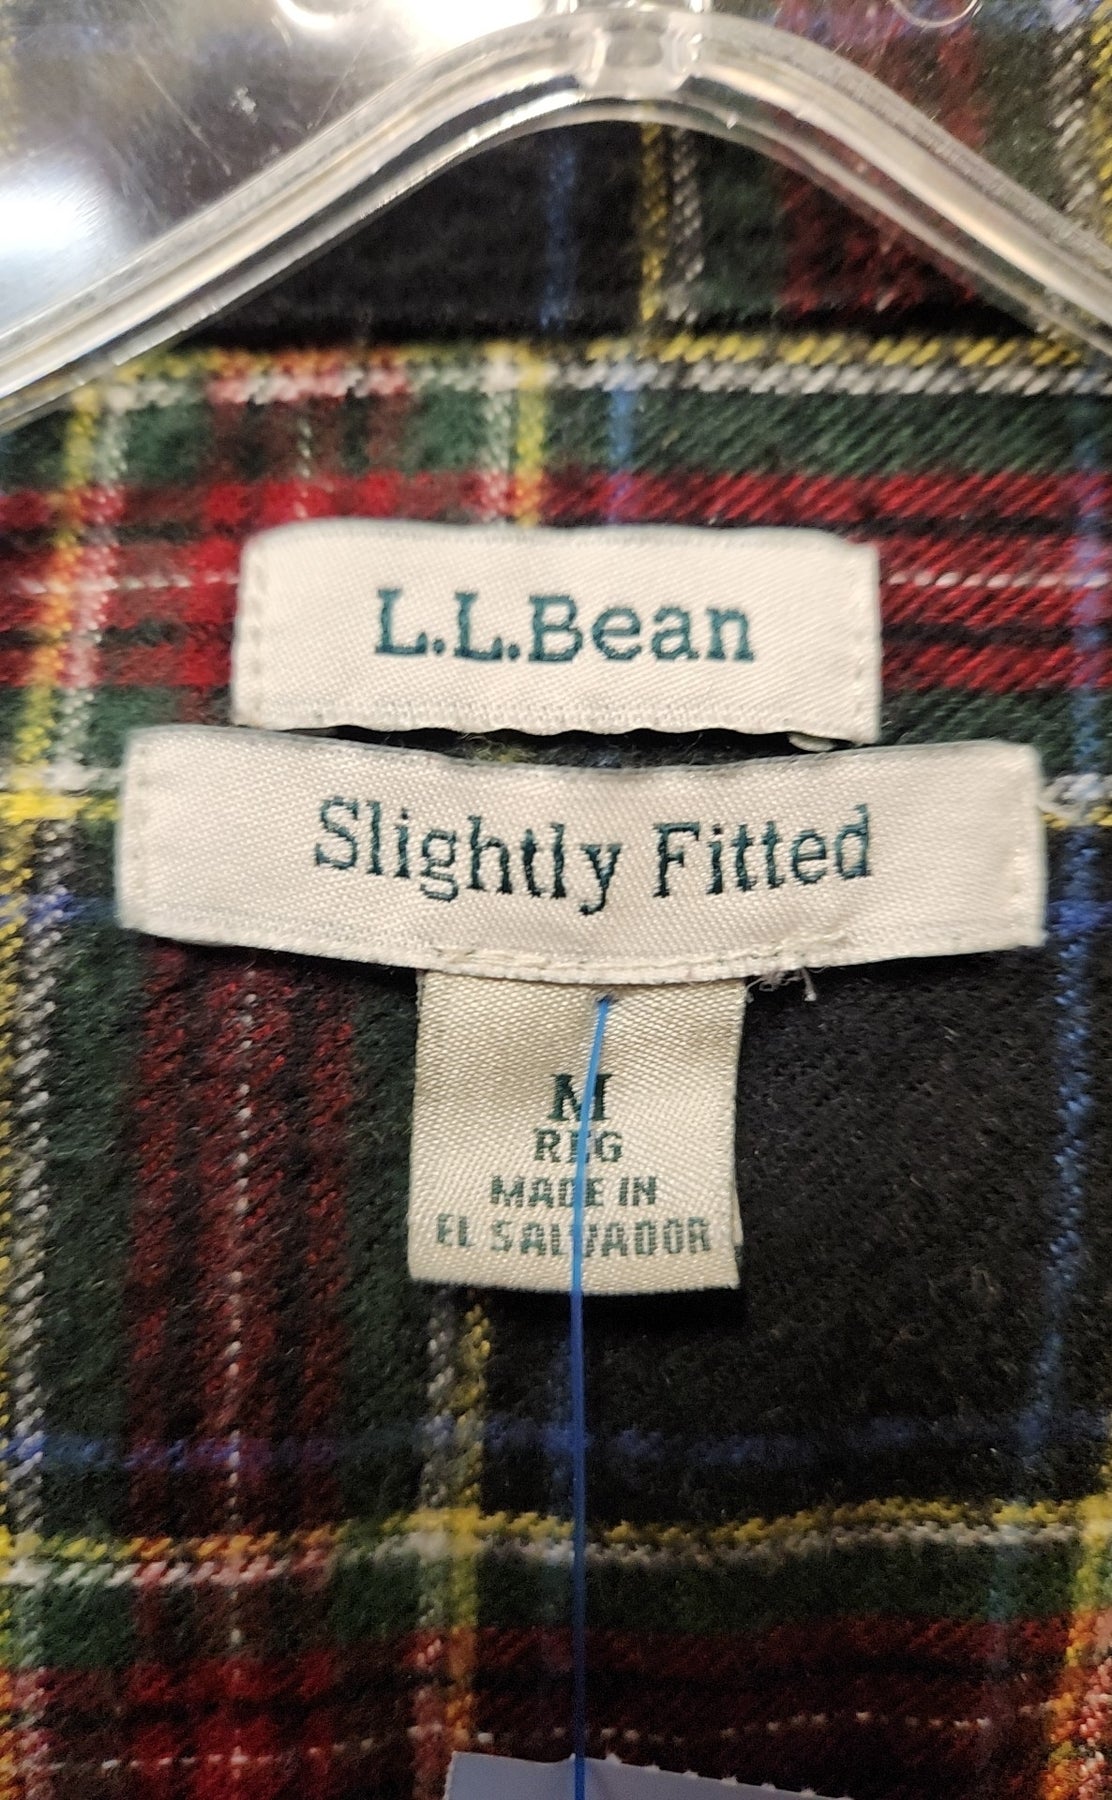 L.L.Bean
Slightly Fitted
M
REG
MADE IN
EL SALVADOR